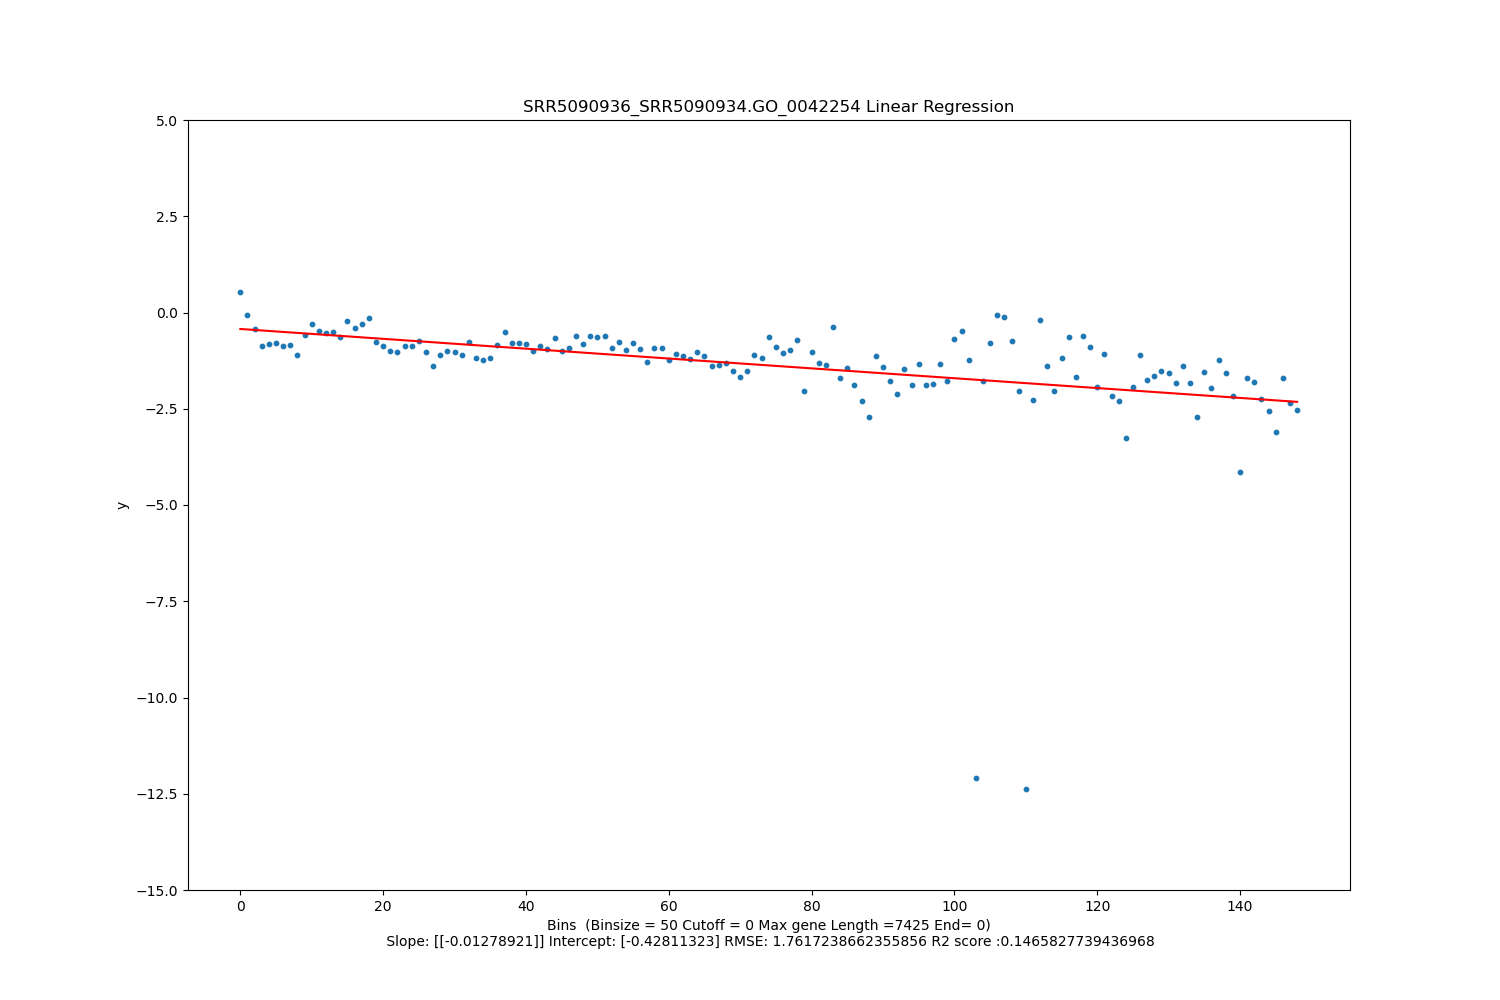 SRR5090936_SRR5090934.GO_0042254 Linear Regression
5.0
2.5
0.0
−2.5
−5.0
−7.5
−10.0
−12.5
−15.0
y
0 20 40 60 80 100 120 140
Bins  (Binsize = 50 Cutoff = 0 Max gene Length =7425 End= 0)
Slope: [[-0.01278921]] Intercept: [-0.42811323] RMSE: 1.7617238662355856 R2 score :0.1465827739436968